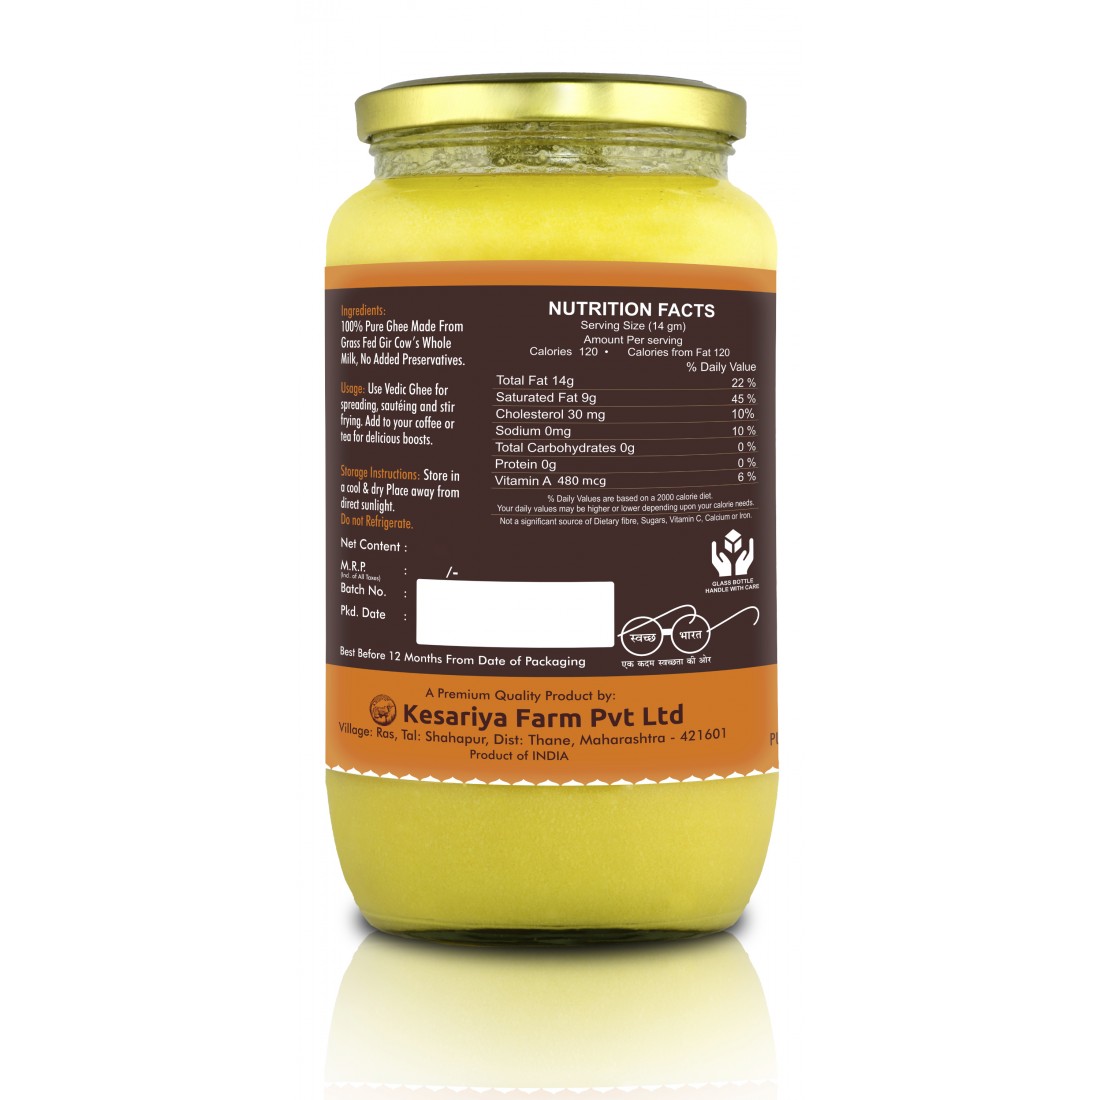 Ingredients:
100% Pure Ghee Made From
Grass Fed Gir Cow's Whole
Milk, No Added Preservatives.
Usage: Use Vedic Ghee for
spreading, sautéing and stir
frying. Add to your coffee or
tea for delicious boosts.
Storage Instructions: Store in
a cool & dry Place away from
direct sunlight.
Do not Refrigerate.
Net Content :
M.R.P. : /-
(Incl. of All Taxes)
Batch No. :
Pkd. Date :
Best Before 12 Months From Date of Packaging
NUTRITION FACTS
Serving Size (14 gm)
Amount Per serving
Calories 120 • Calories from Fat 120
% Daily Value
Total Fat 14g 22 %
Saturated Fat 9g 45 %
Cholesterol 30 mg 10%
Sodium 0mg 10 %
Total Carbohydrates 0g 0 %
Protein 0g 0 %
Vitamin A 480 mcg 6 %
% Daily Values are based on a 2000 calorie diet.
Your daily values may be higher or lower depending upon your calorie needs.
Not a significant source of Dietary fibre, Sugars, Vitamin C, Calcium or Iron.
GLASS BOTTLE
HANDLE WITH CARE
स्वच्छ भारत
एक कदम स्वच्छता की ओर
A Premium Quality Product by:
Kesariya Farm Pvt Ltd
Village: Ras, Tal: Shahapur, Dist: Thane, Maharashtra - 421601
Product of INDIA